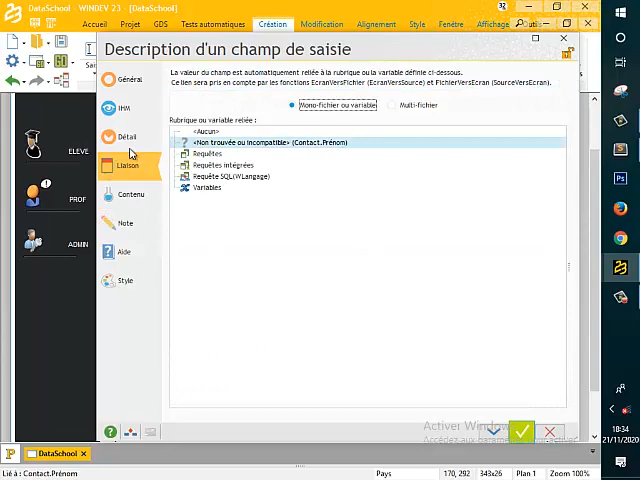 DataSchool — WINDEV 23 - [DataSchool]
32
Accueil Projet GDS Tests automatiques Création Modification Alignement Style Fenêtre Affichage Outils
Description d'un champ de saisie
Général
IHM
Détail
Liaison
Contenu
Note
Aide
Style
La valeur du champ est automatiquement reliée à la rubrique ou la variable définie ci-dessous.
Ce lien sera pris en compte par les fonctions EcranVersFichier (EcranVersSource) et FichierVersEcran (SourceVersEcran).
Mono-fichier ou variable Multi-fichier
Rubrique ou variable reliée :
<Aucun>
<Non trouvée ou incompatible> (Contact.Prénom)
Requêtes
Requêtes intégrées
Requête SQL(WLangage)
Variables
ELEVE
PROF
ADMIN
DataSchool
Lié à : Contact.Prénom
Pays 170, 292 343x26 Plan 1 Zoom 100%
Activer Windows
18:34
21/11/2020